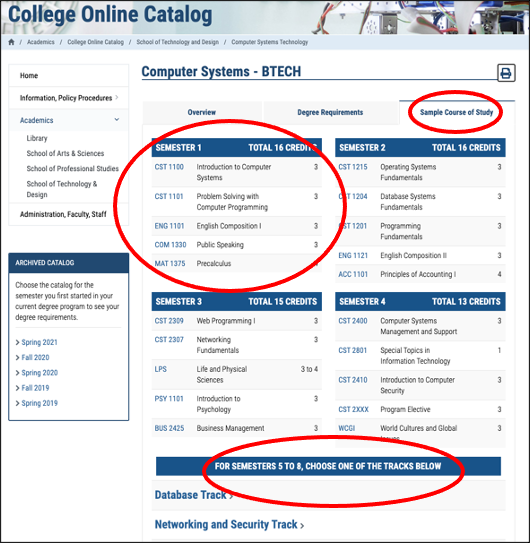 College Online Catalog
/ Academics / College Online Catalog / School of Technology and Design / Computer Systems Technology
Home
Information, Policy Procedures
Academics
Library
School of Arts & Sciences
School of Professional Studies
School of Technology &
Design
Administration, Faculty, Staff
ARCHIVED CATALOG
Choose the catalog for the
semester you first started in your
current degree program to see your
degree requirements.
Spring 2021
Fall 2020
Spring 2020
Fall 2019
Spring 2019
Computer Systems - BTECH
Overview Degree Requirements Sample Course of Study
SEMESTER 1 TOTAL 16 CREDITS
CST 1100 Introduction to Computer 3
Systems
CST 1101 Problem Solving with 3
Computer Programming
ENG 1101 English Composition I 3
COM 1330 Public Speaking 3
MAT 1375 Precalculus
SEMESTER 2 TOTAL 16 CREDITS
CST 1215 Operating Systems 3
Fundamentals
CST 1204 Database Systems 3
Fundamentals
CST 1201 Programming 3
Fundamentals
ENG 1121 English Composition II 3
ACC 1101 Principles of Accounting I 4
SEMESTER 3 TOTAL 15 CREDITS
CST 2309 Web Programming I 3
CST 2307 Networking 3
Fundamentals
LPS Life and Physical 3 to 4
Sciences
PSY 1101 Introduction to 3
Psychology
BUS 2425 Business Management 3
SEMESTER 4 TOTAL 13 CREDITS
CST 2400 Computer Systems 3
Management and Support
CST 2801 Special Topics in 1
Information Technology
CST 2410 Introduction to Computer 3
Security
CST 2XXX Program Elective 3
WCGI World Cultures and Global 3
Issues
FOR SEMESTERS 5 TO 8, CHOOSE ONE OF THE TRACKS BELOW
Database Track
Networking and Security Track